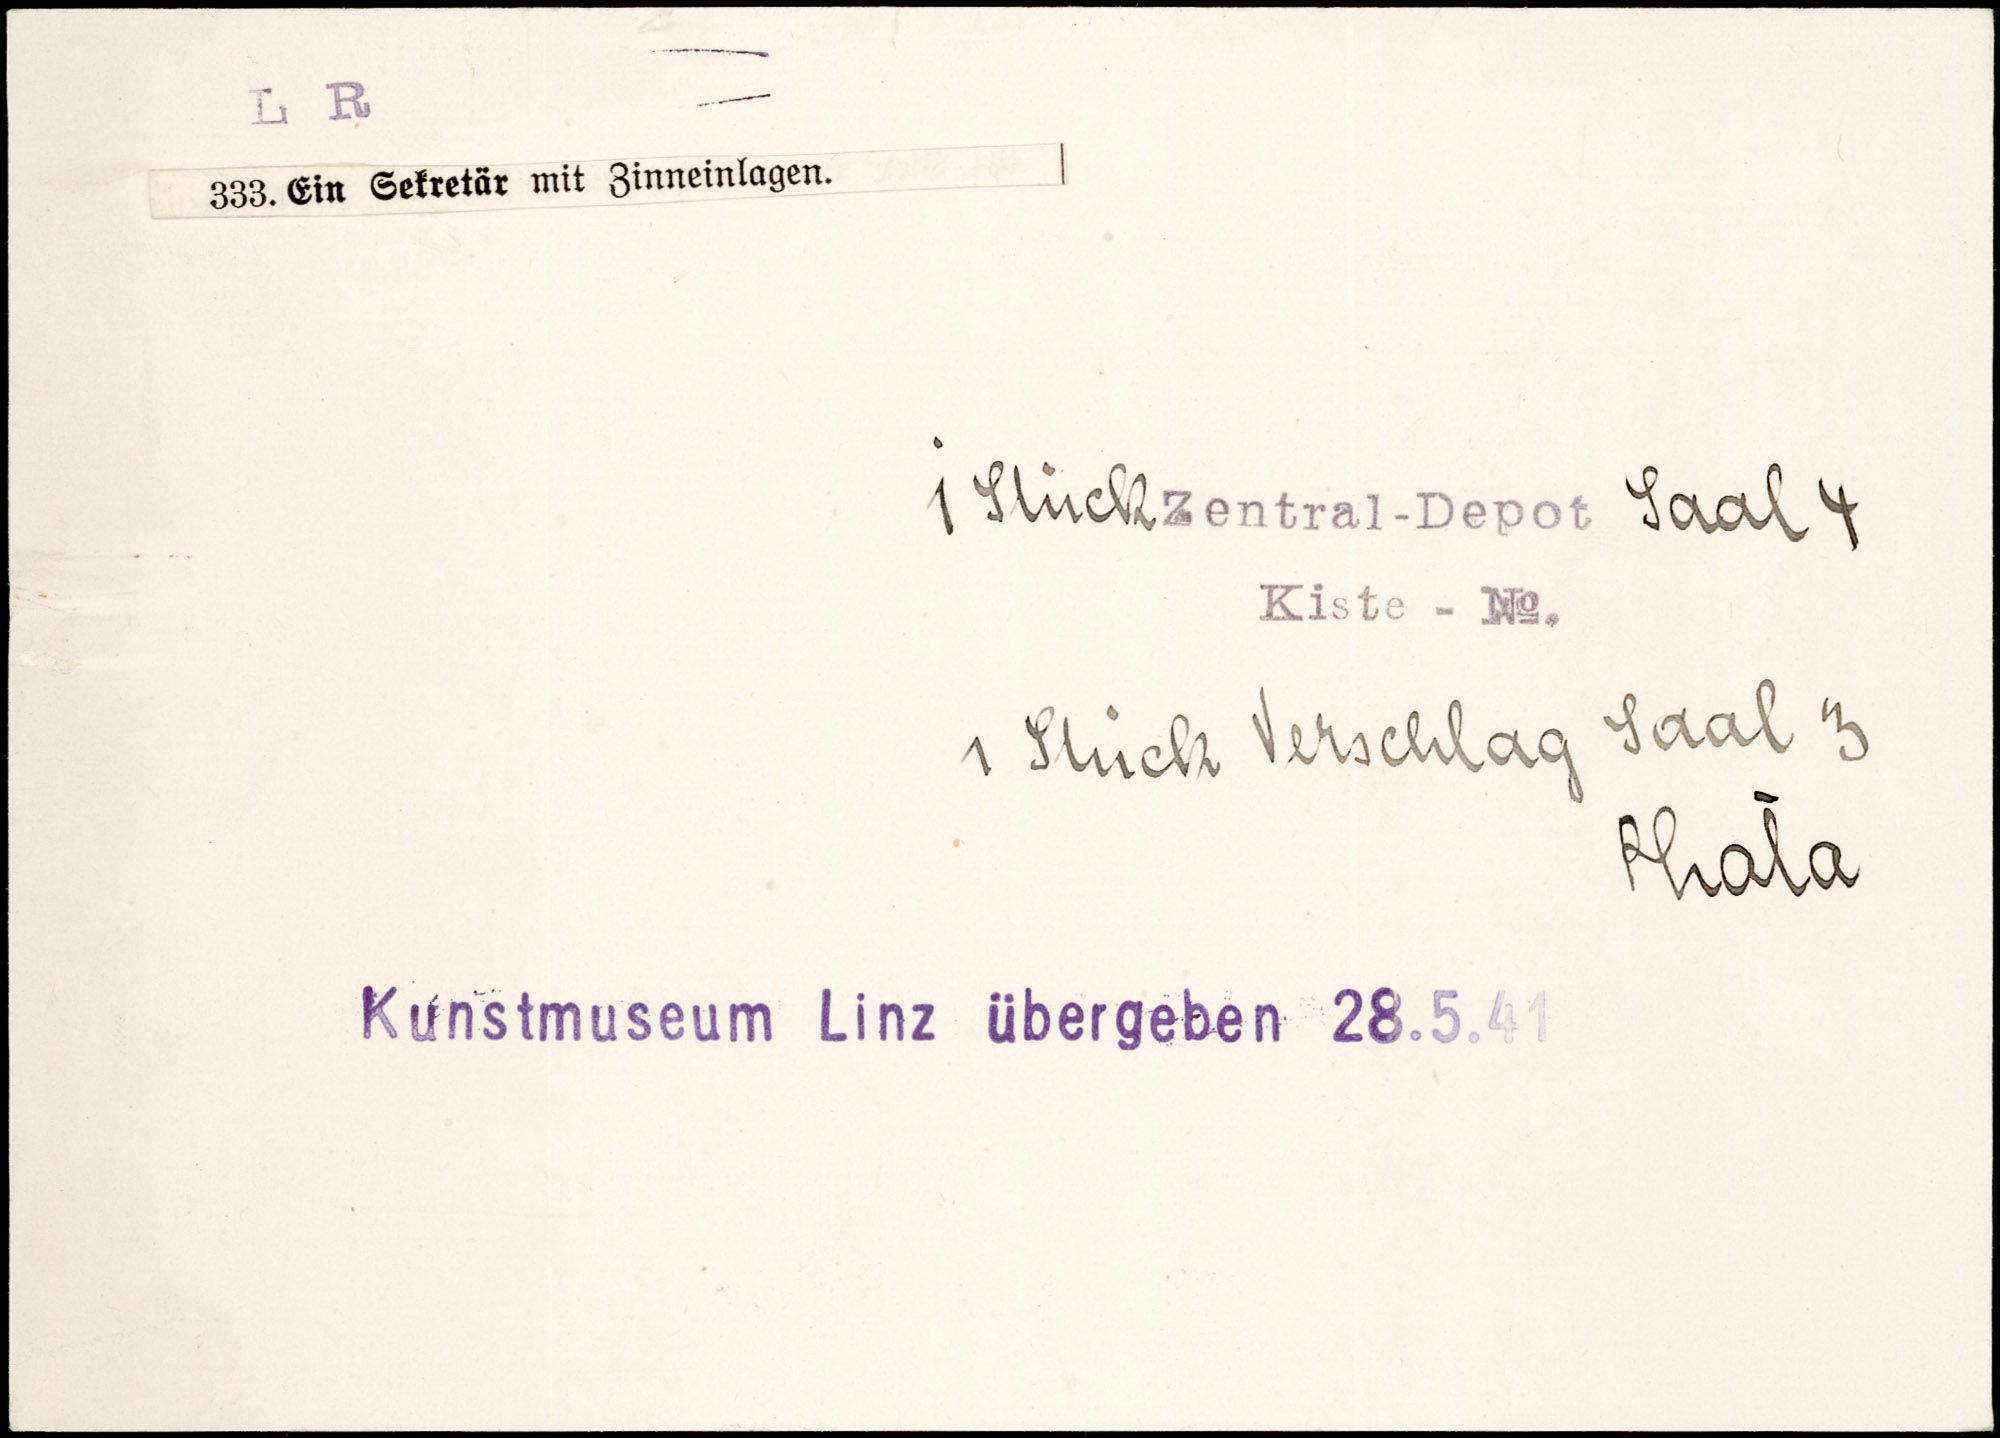 L R
333. Ein Sekretär mit Zinneinlagen.
1 Stück Zentral-Depot Saal 4
Kiste - №.
1 Stück Verschlag Saal 3
Kunstmuseum Linz übergeben 28.5.41